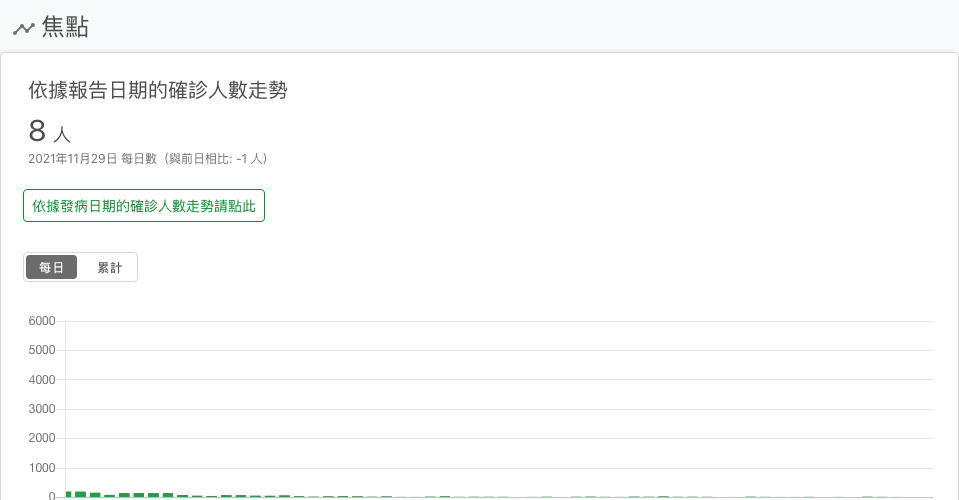 焦點
依據報告日期的確診人數走勢
8 人
2021年11月29日 每日數（與前日相比: -1 人）
依據發病日期的確診人數走勢請點此
每日 累計
6000
5000
4000
3000
2000
1000
0